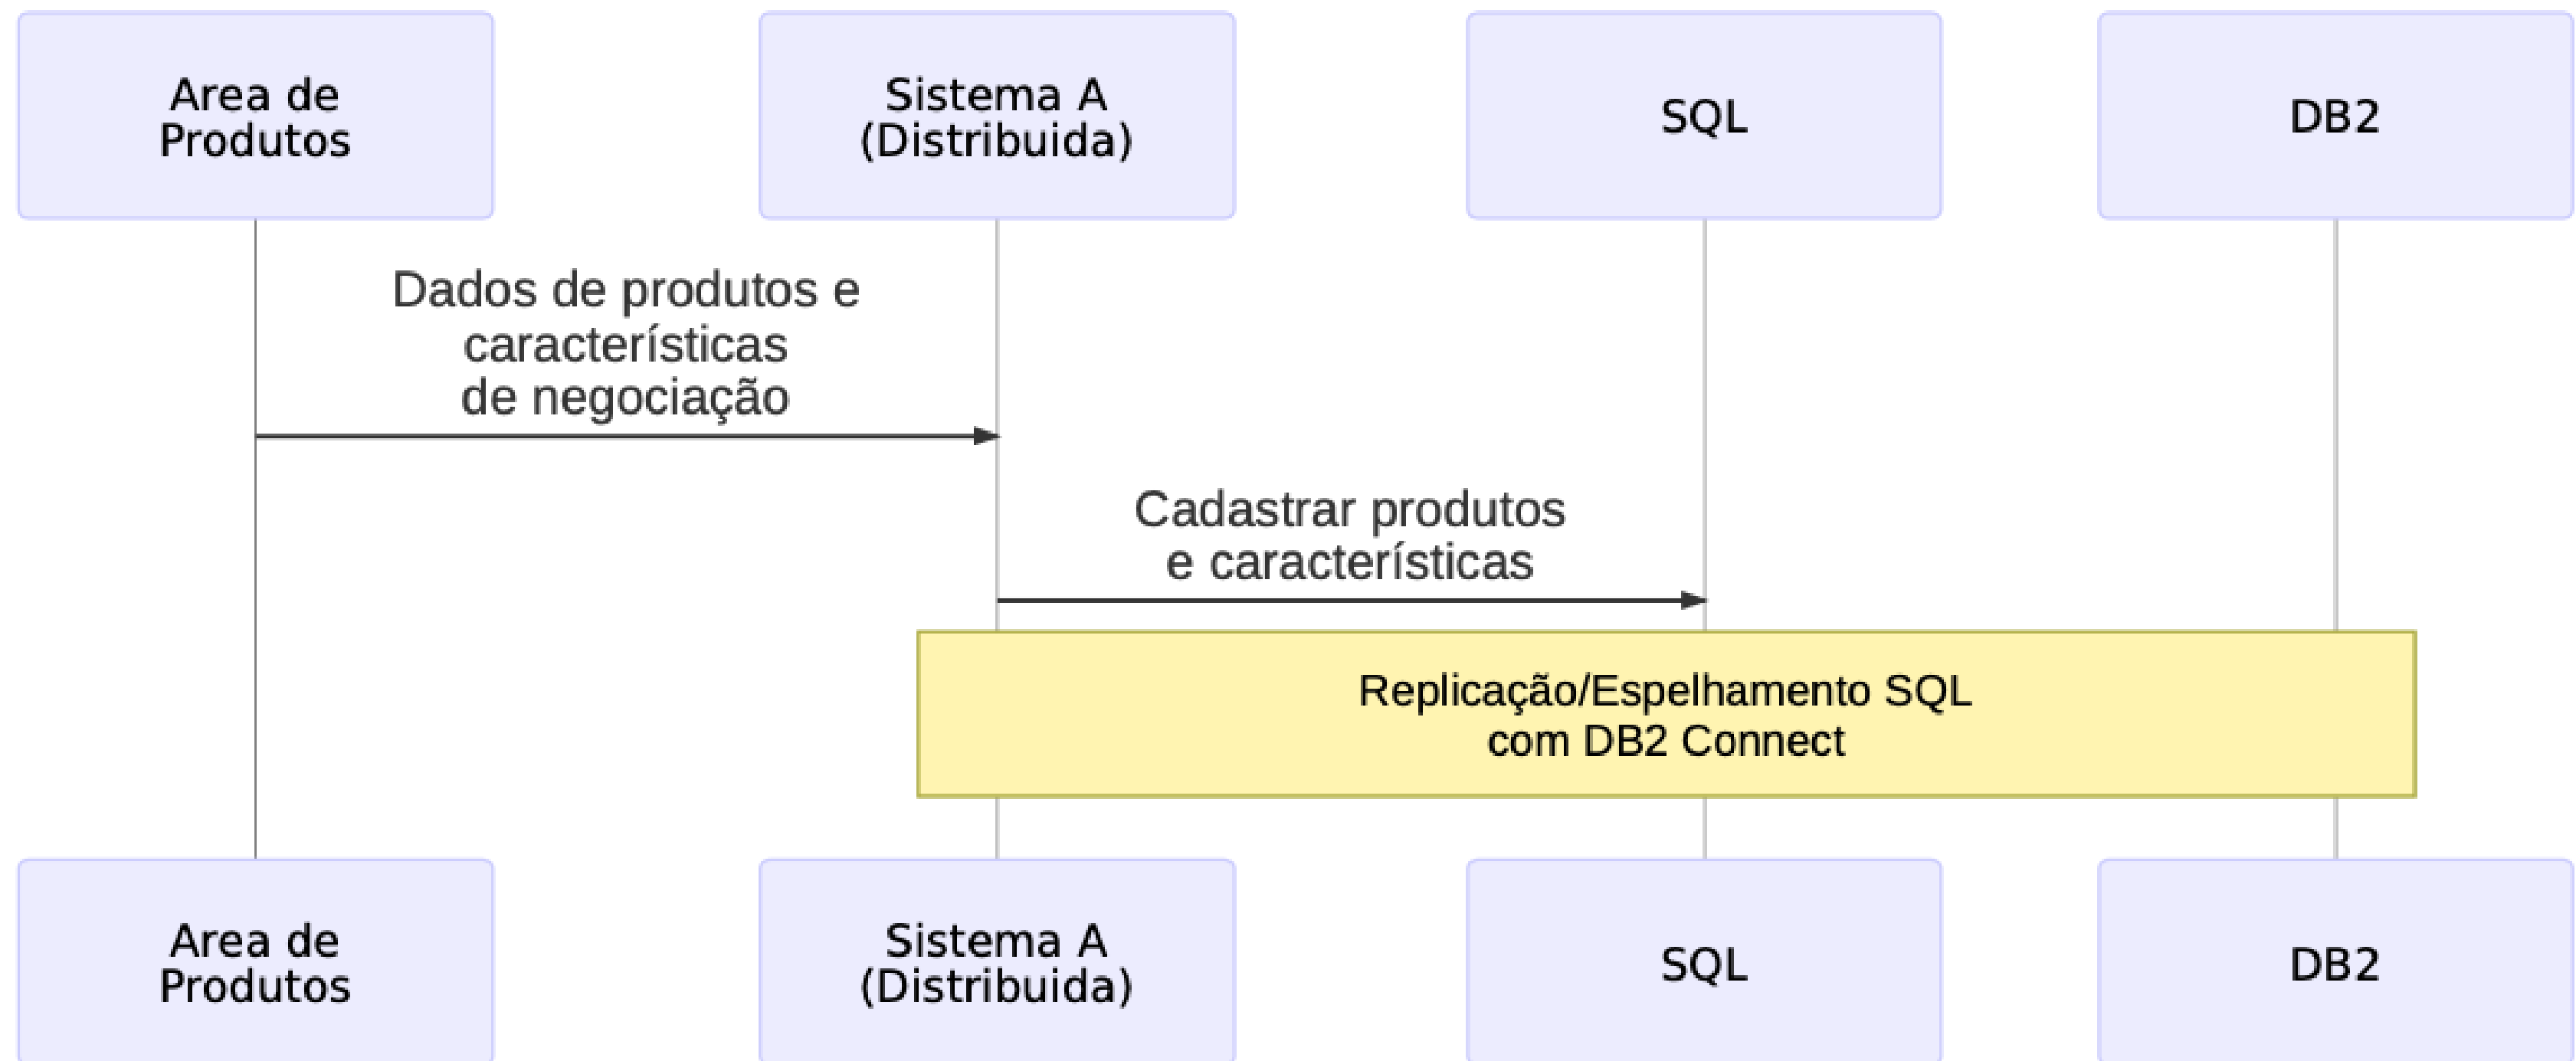 Area de
Produtos
Sistema A
(Distribuida)
SQL
DB2
Dados de produtos e
características
de negociação
Cadastrar produtos
e características
Replicação/Espelhamento SQL
com DB2 Connect
Area de
Produtos
Sistema A
(Distribuida)
SQL
DB2